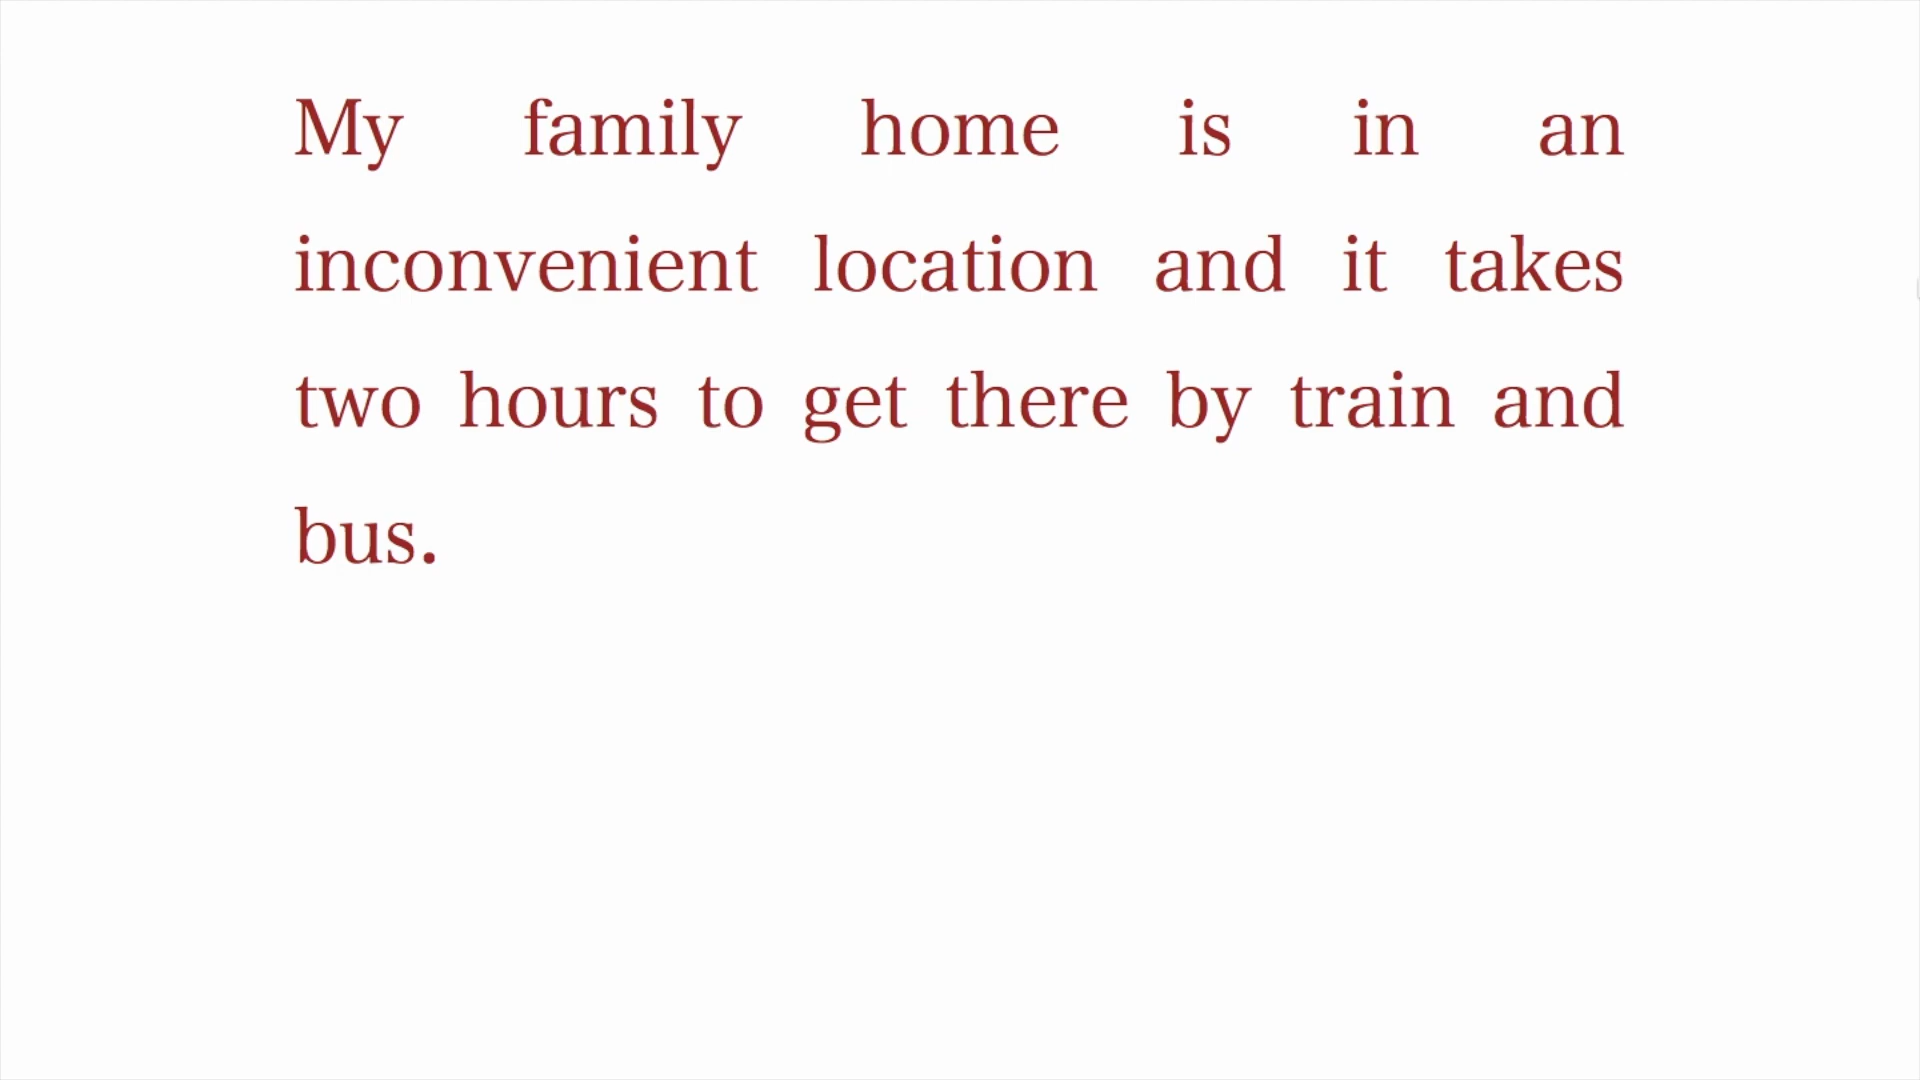 My family home is in an
inconvenient location and it takes
two hours to get there by train and
bus.